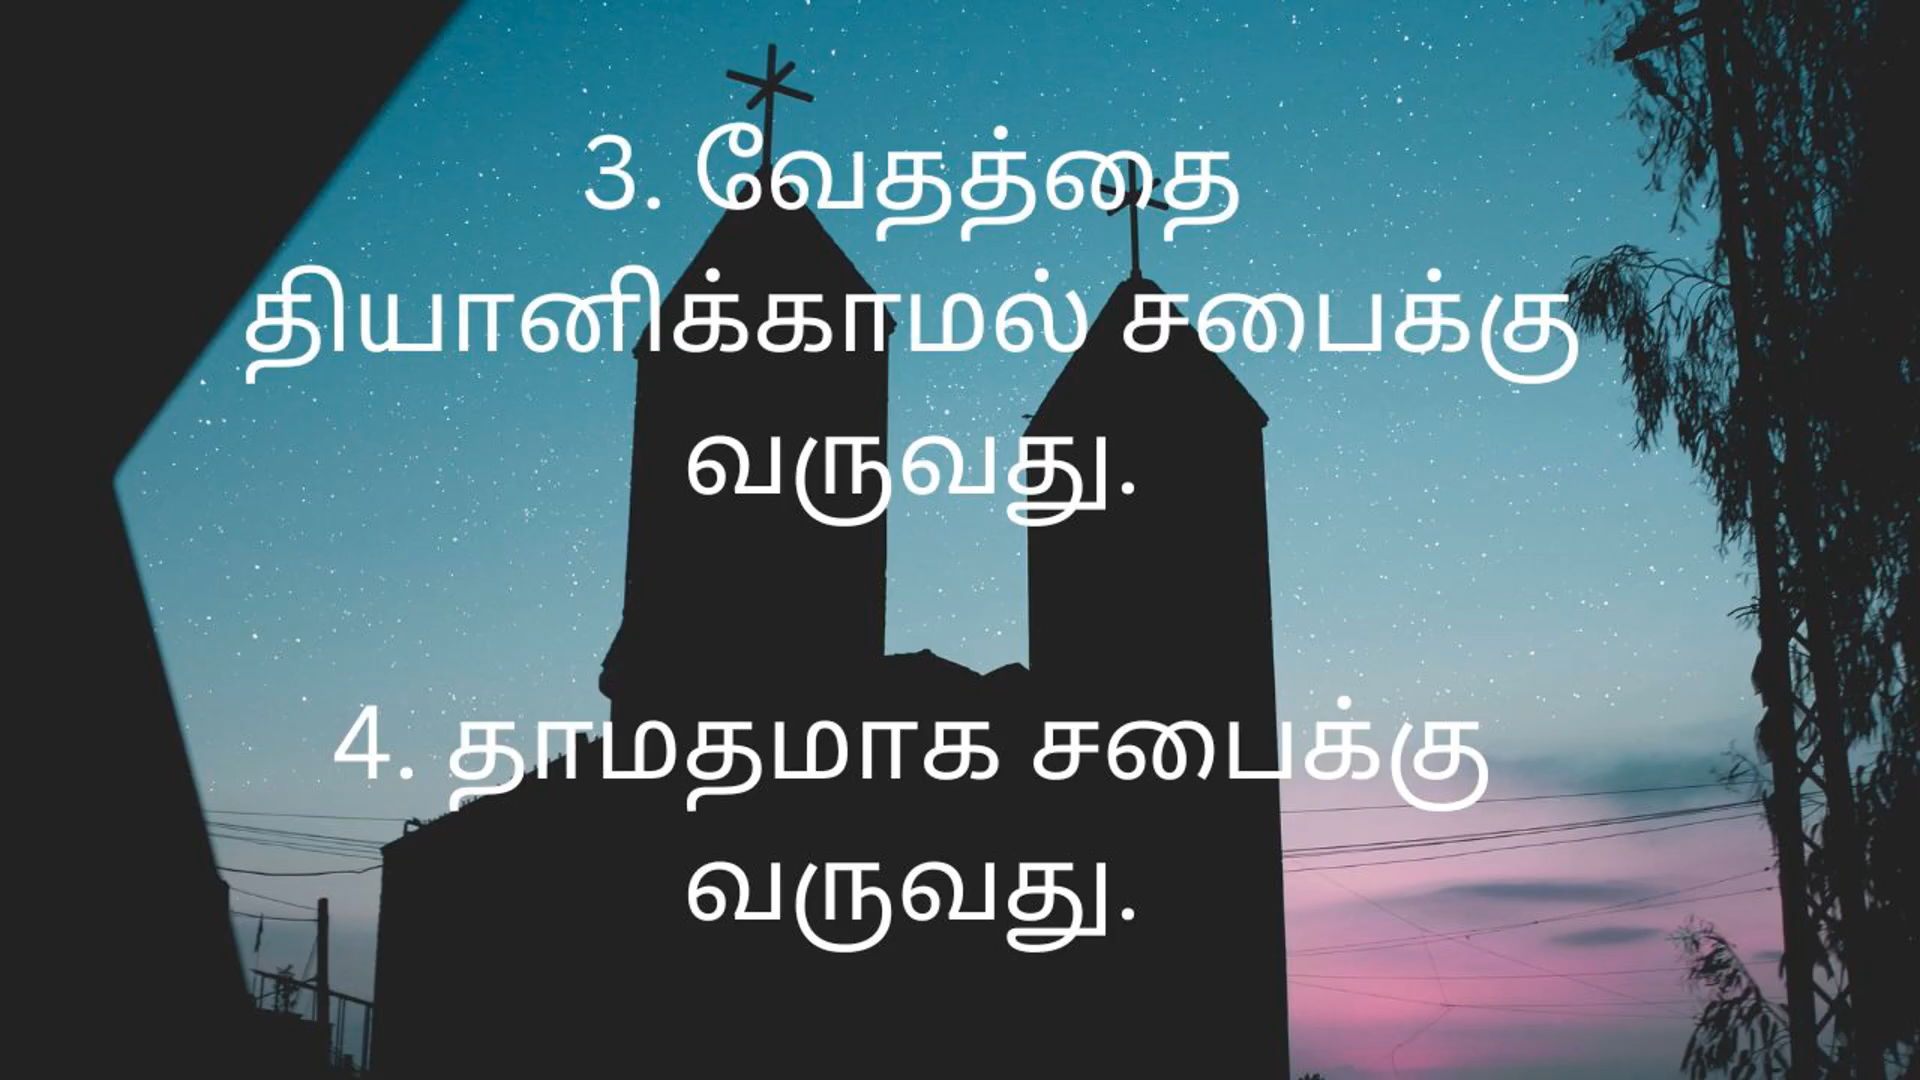 3. வேதத்தை
தியானிக்காமல் சபைக்கு
வருவது.
4. தாமதமாக சபைக்கு
வருவது.